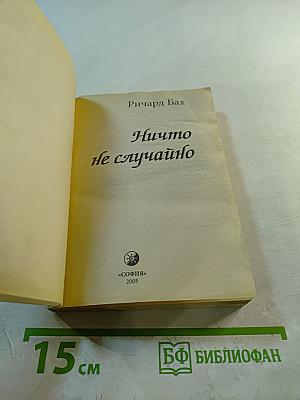 Ричард Бах
Ничто
не случайно
«СОФИЯ»
2005
15 см
БФ БИБЛИОФАН